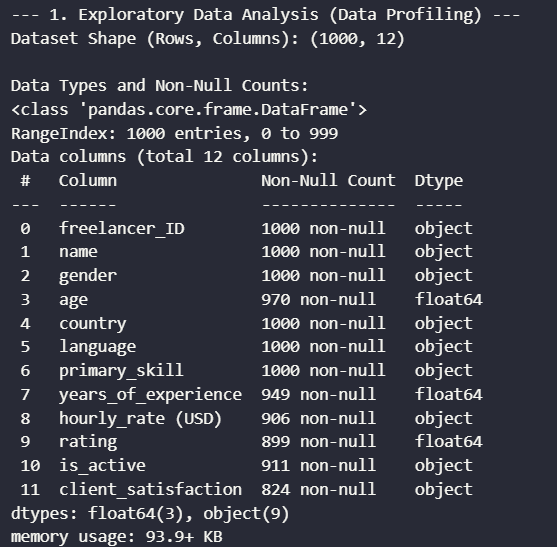 --- 1. Exploratory Data Analysis (Data Profiling) ---
Dataset Shape (Rows, Columns): (1000, 12)
Data Types and Non-Null Counts:
<class 'pandas.core.frame.DataFrame'>
RangeIndex: 1000 entries, 0 to 999
Data columns (total 12 columns):
 #   Column               Non-Null Count  Dtype
---  ------               --------------  -----
 0   freelancer_ID        1000 non-null   object
 1   name                 1000 non-null   object
 2   gender               1000 non-null   object
 3   age                  970 non-null    float64
 4   country              1000 non-null   object
 5   language             1000 non-null   object
 6   primary_skill        1000 non-null   object
 7   years_of_experience  949 non-null    float64
 8   hourly_rate (USD)    906 non-null    object
 9   rating               899 non-null    float64
 10  is_active            911 non-null    object
 11  client_satisfaction  824 non-null    object
dtypes: float64(3), object(9)
memory usage: 93.9+ KB